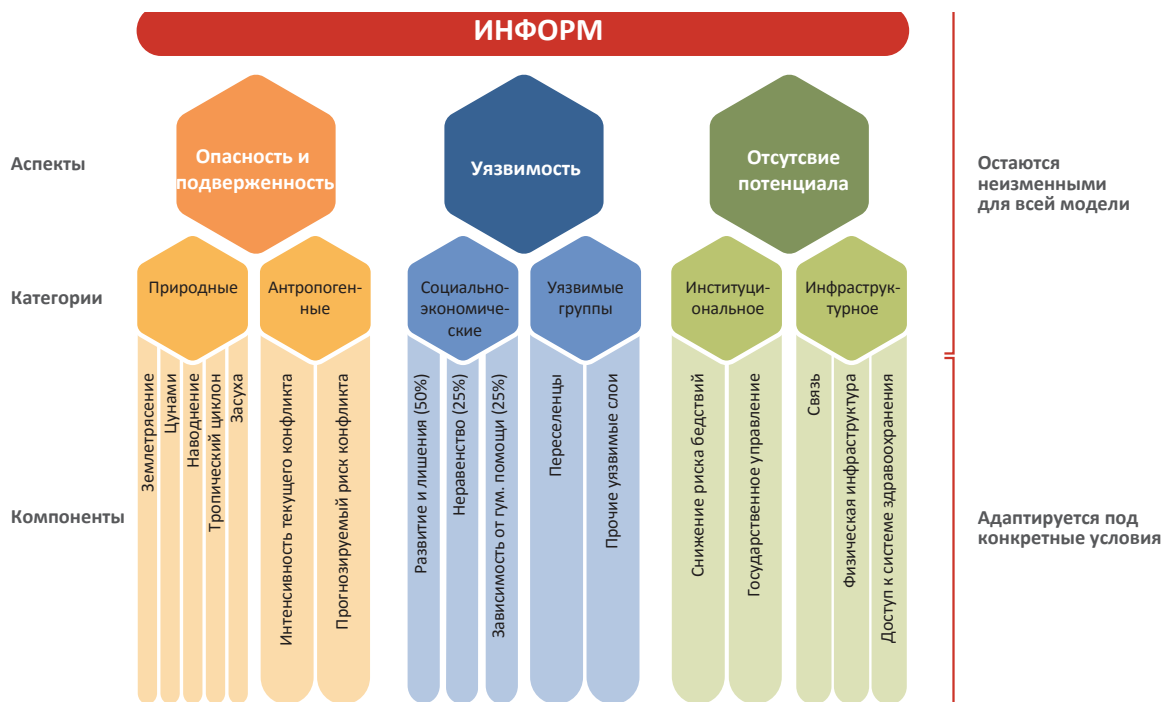 ИНФОРМ
Аспекты
Опасность и
подверженность
Уязвимость
Отсутсвие
потенциала
Остаются
неизменными
для всей модели
Категории
Природные
Антропоген-
ные
Социально-
экономиче-
ские
Уязвимые
группы
Институци-
ональное
Инфраструк-
турное
Компоненты
Землетрясение
Цунами
Наводнение
Тропический циклон
Засуха
Интенсивность текущего конфликта
Прогнозируемый риск конфликта
Развитие и лишения (50%)
Неравенство (25%)
Зависимость от гум. помощи (25%)
Переселенцы
Прочие уязвимые слои
Снижение риска бедствий
Государственное управление
Связь
Физическая инфраструктура
Доступ к системе здравоохранения
Адаптируется под
конкретные условия